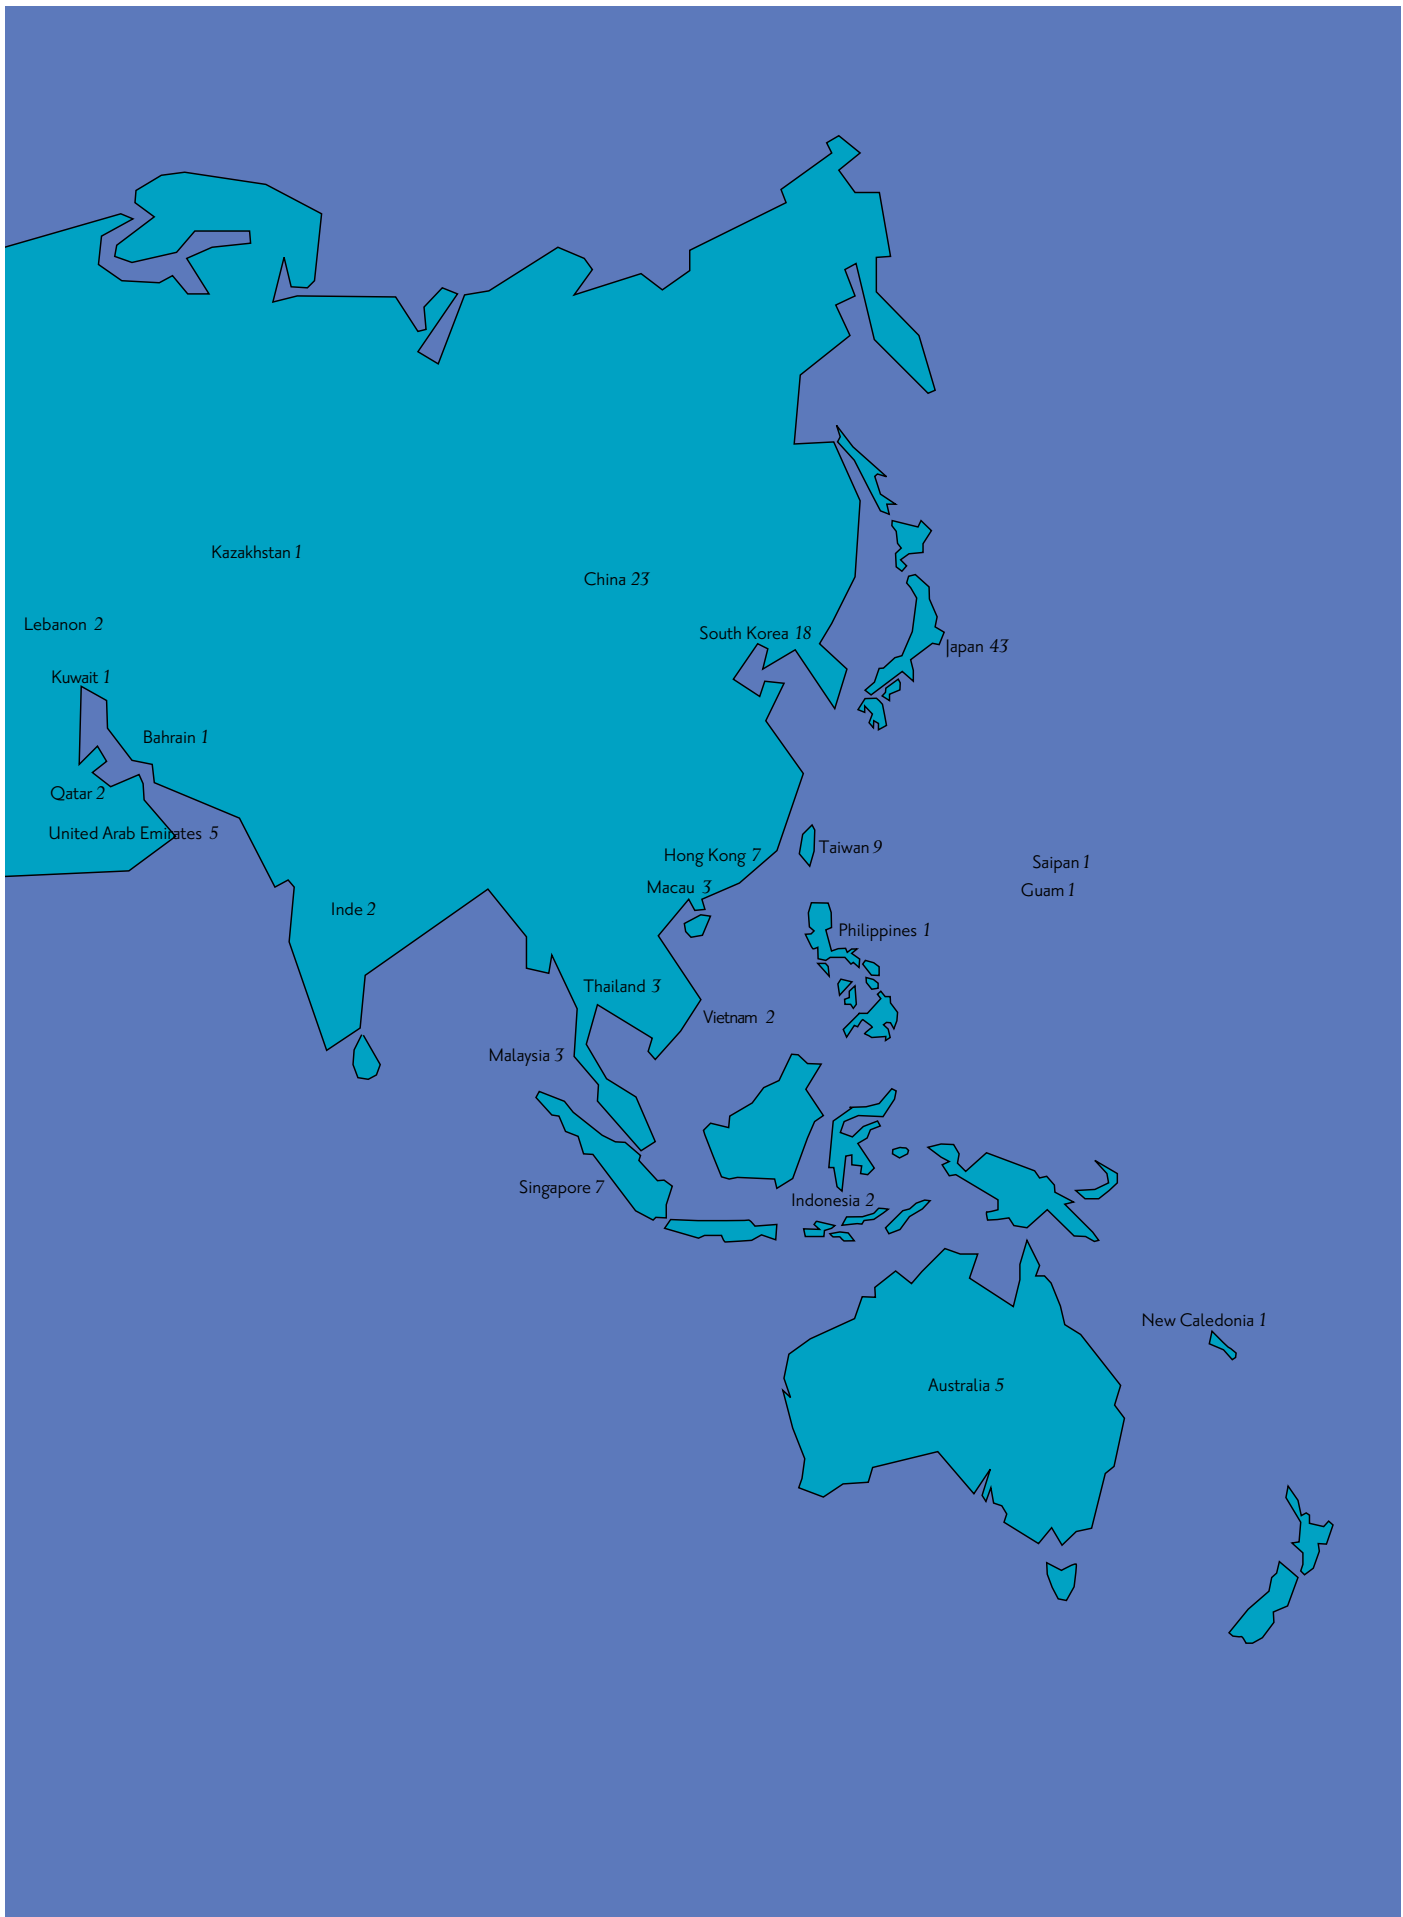 Kazakhstan 1
China 23
Lebanon 2
South Korea 18
Japan 43
Kuwait 1
Bahrain 1
Qatar 2
United Arab Emirates 5
Taiwan 9
Hong Kong 7
Saipan 1
Macau 3
Guam 1
Inde 2
Philippines 1
Thailand 3
Vietnam 2
Malaysia 3
Singapore 7
Indonesia 2
New Caledonia 1
Australia 5